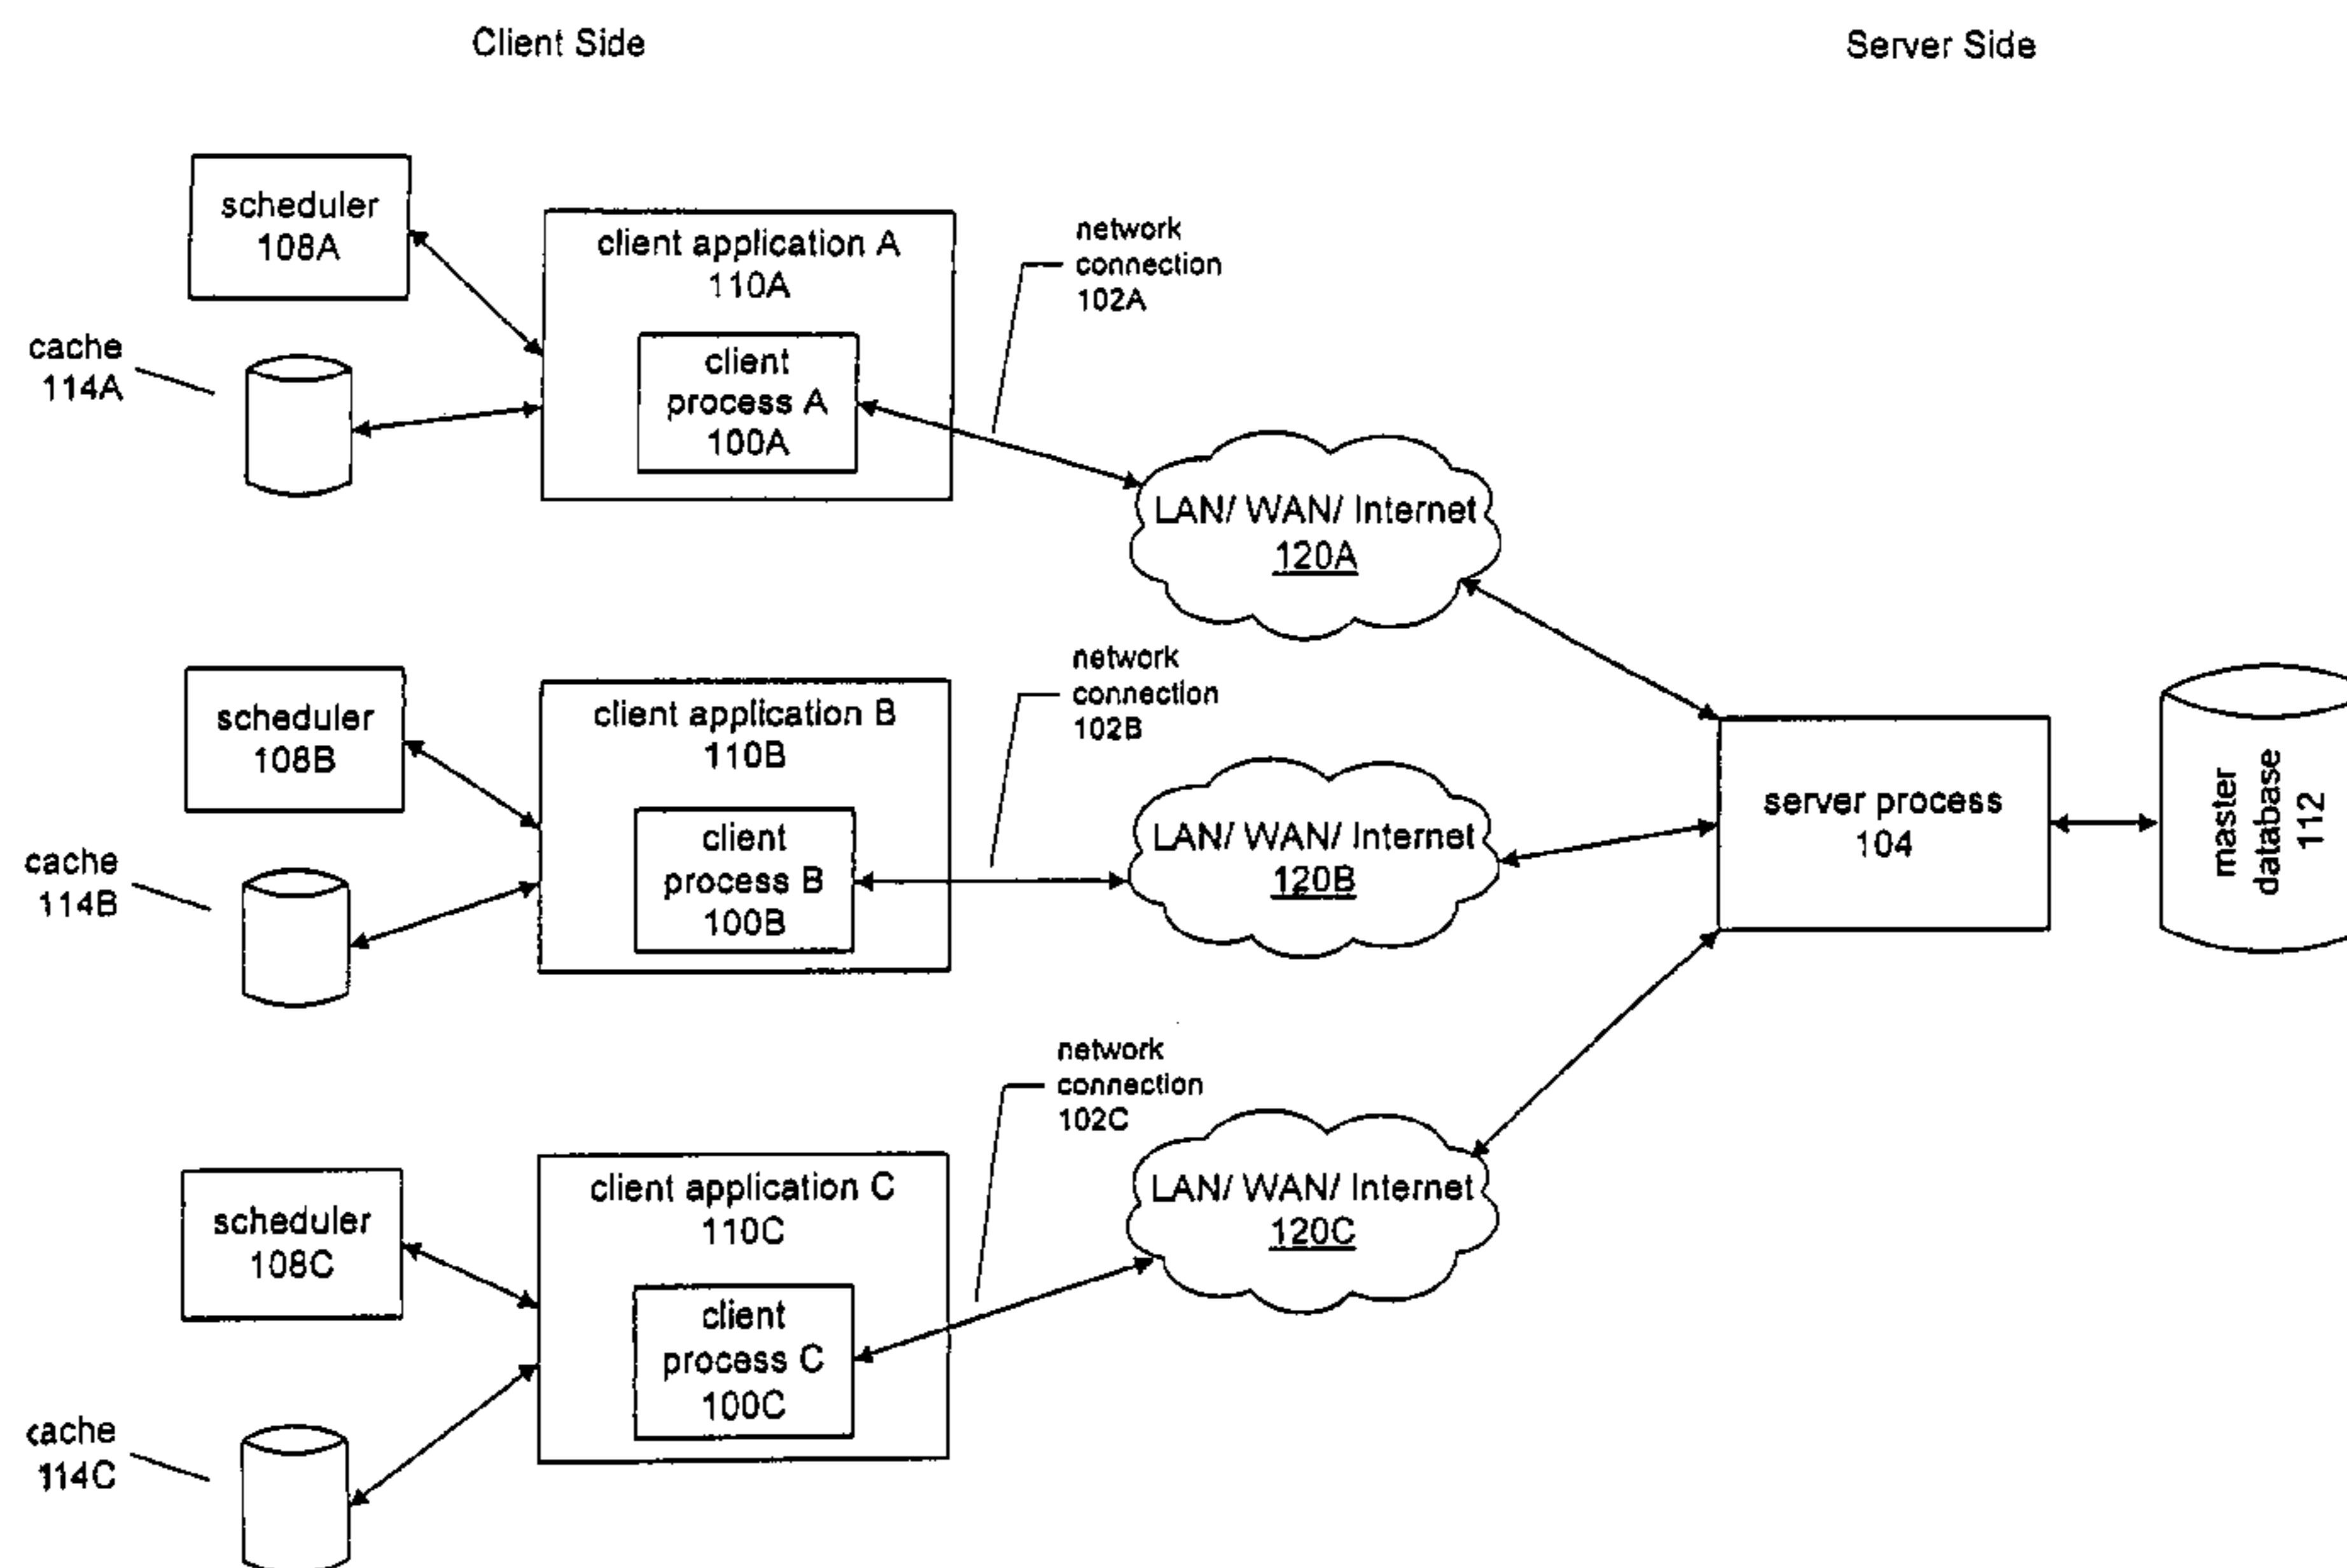 Client Side
Server Side
scheduler
108A
cache
114A
client application A
110A
client
process A
100A
network
connection
102A
LAN/ WAN/ Internet
120A
scheduler
108B
cache
114B
client application B
110B
client
process B
100B
network
connection
102B
LAN/ WAN/ Internet
120B
server process
104
master
database
112
scheduler
108C
cache
114C
client application C
110C
client
process C
100C
network
connection
102C
LAN/ WAN/ Internet
120C